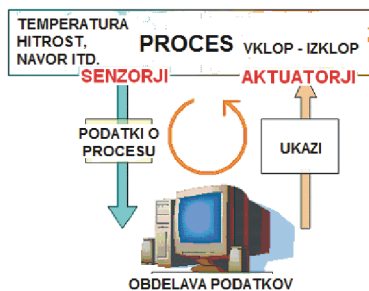 TEMPERATURA
HITROST,
NAVOR ITD.
PROCES
VKLOP - IZKLOP
SENZORJI
AKTUATORJI
PODATKI O
PROCESU
UKAZI
OBDELAVA PODATKOV